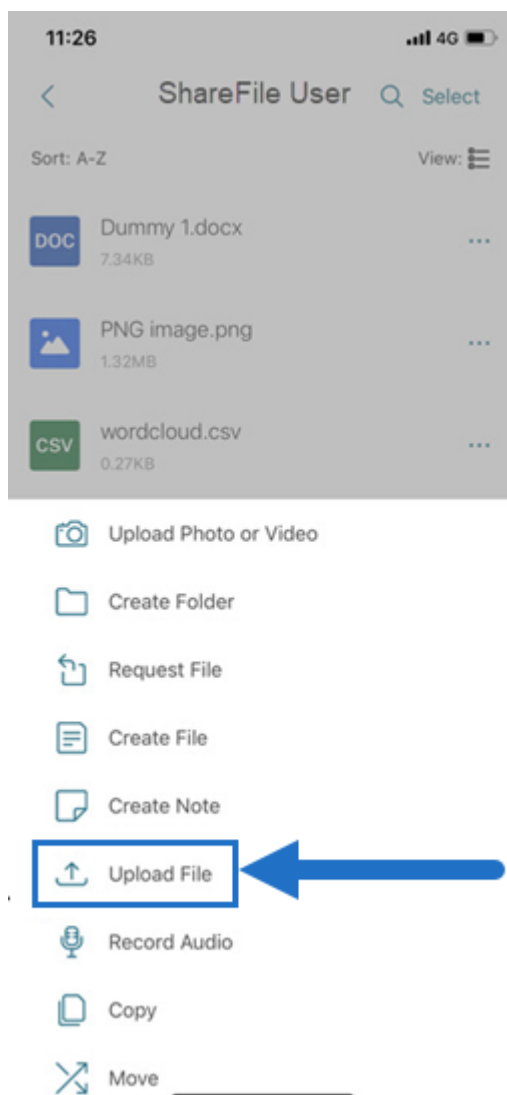 11:26 4G
ShareFile User Select
Sort: A-Z View:
DOC Dummy 1.docx
7.34KB
PNG image.png
1.32MB
CSV wordcloud.csv
0.27KB
Upload Photo or Video
Create Folder
Request File
Create File
Create Note
Upload File
Record Audio
Copy
Move